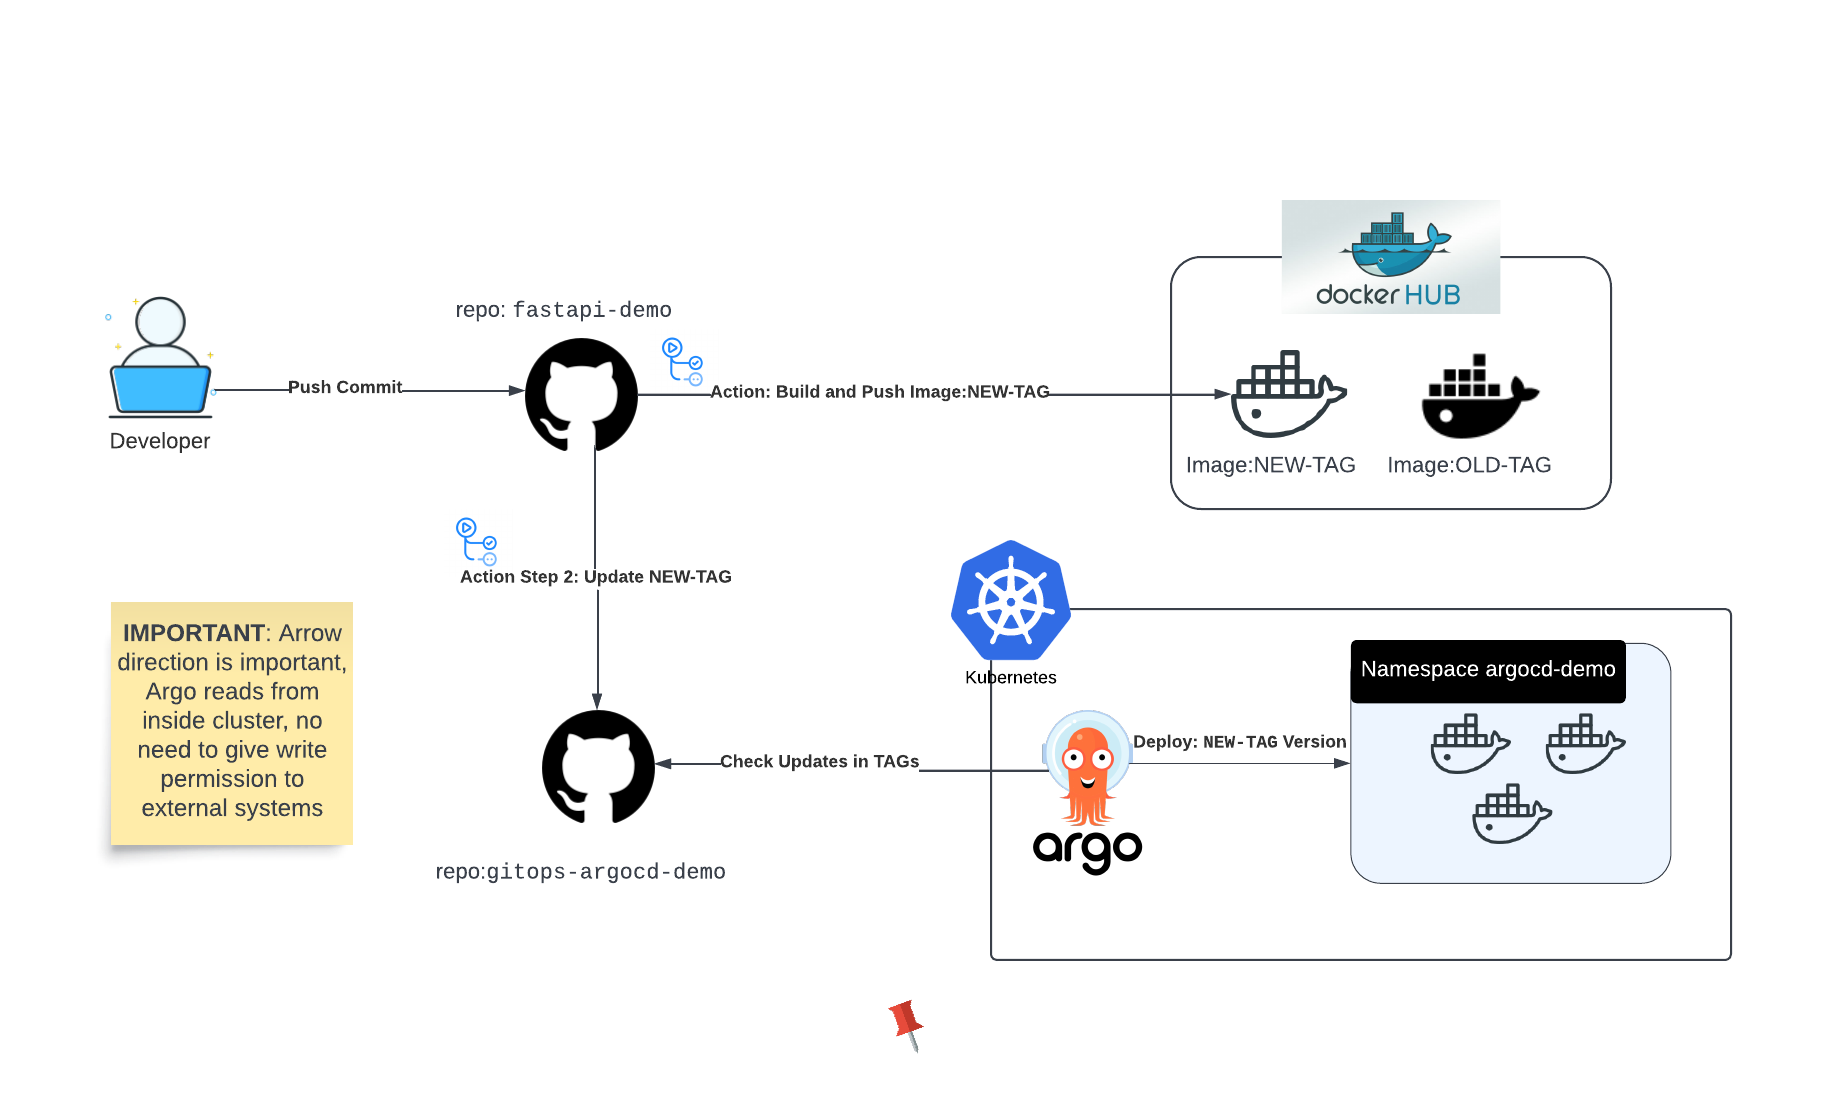 docker HUB
repo: fastapi-demo
Push Commit
Action: Build and Push Image:NEW-TAG
Developer
Image:NEW-TAG
Image:OLD-TAG
Action Step 2: Update NEW-TAG
IMPORTANT: Arrow
direction is important,
Argo reads from
inside cluster, no
need to give write
permission to
external systems
Kubernetes
Namespace argocd-demo
Check Updates in TAGs
Deploy: NEW-TAG Version
argo
repo:gitops-argocd-demo